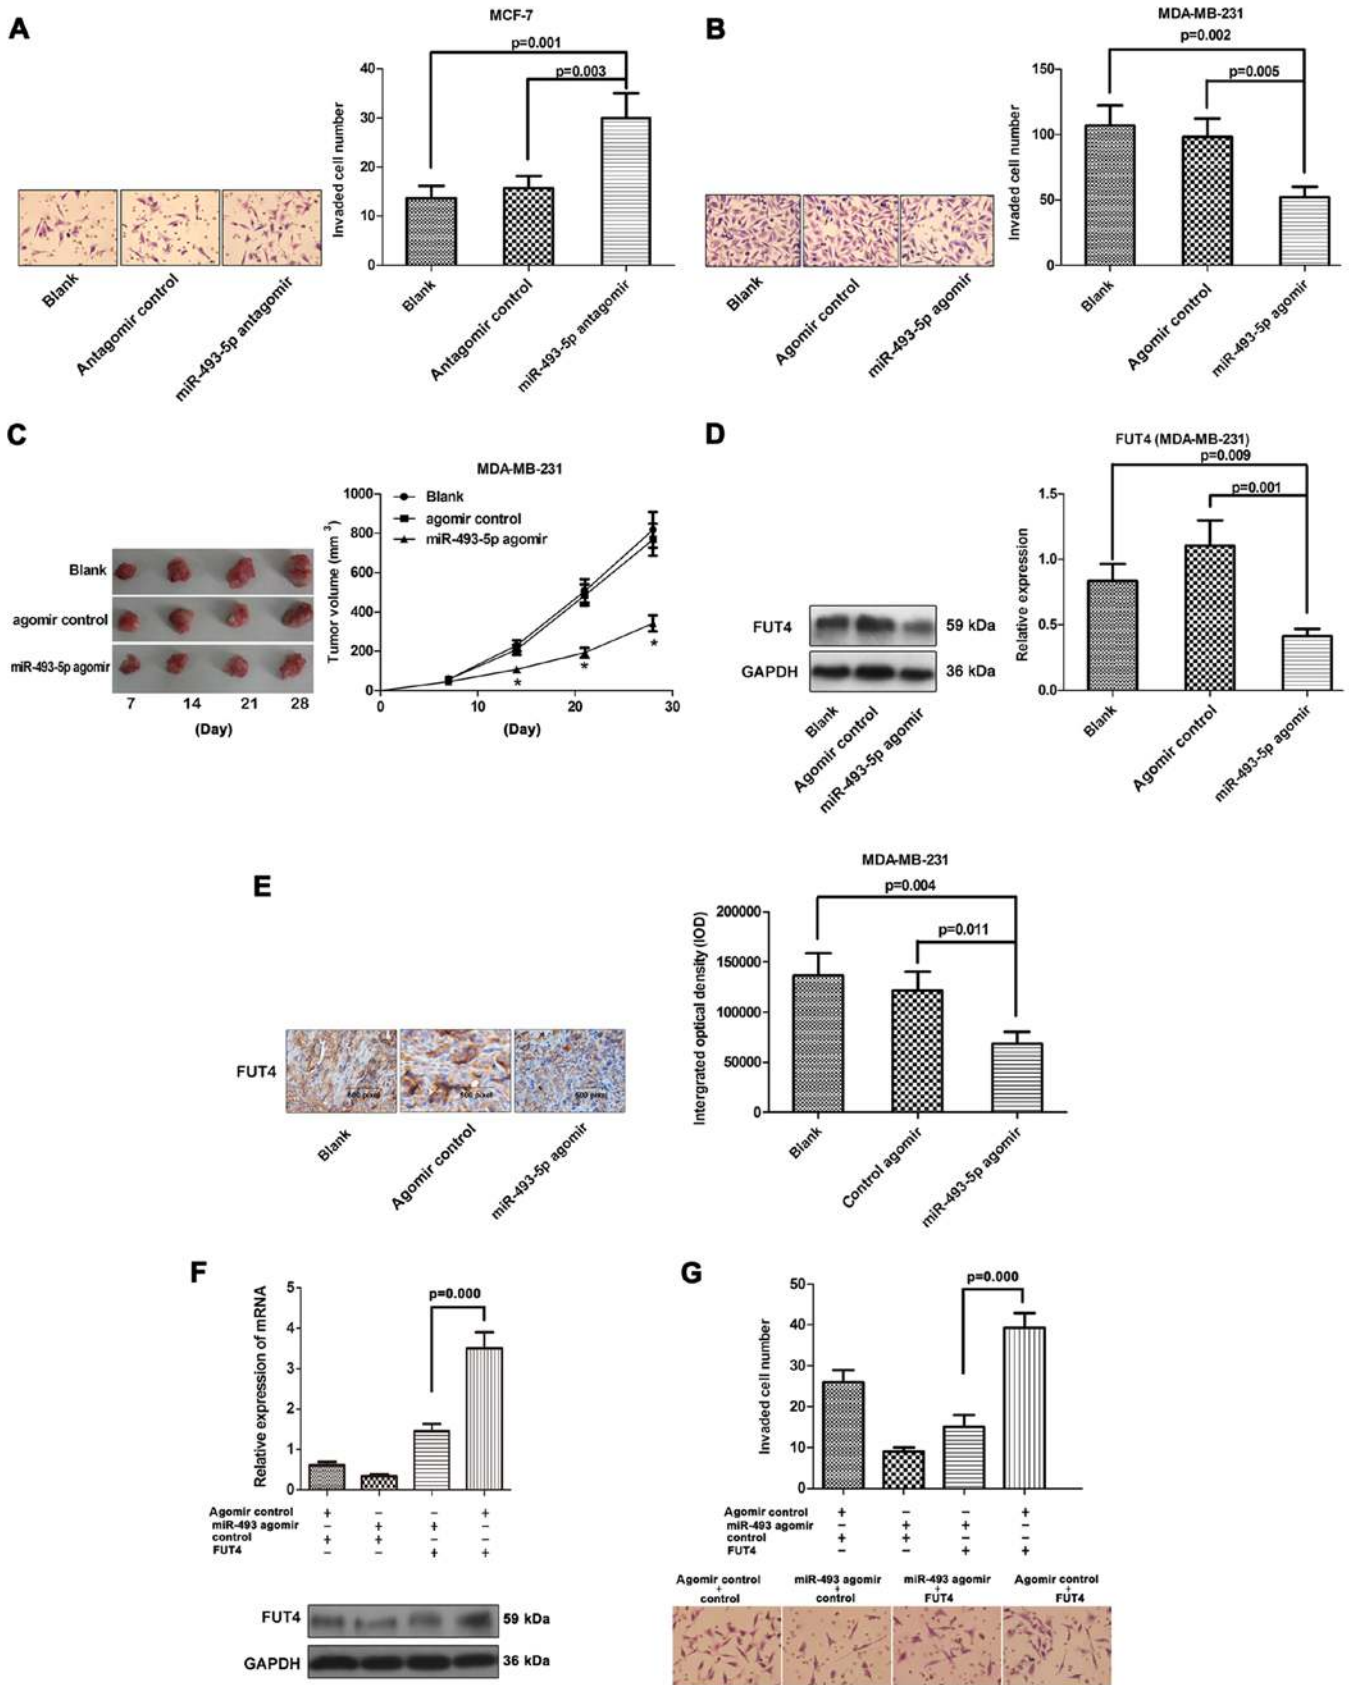 A
MCF-7
p=0.001
p=0.003
Invaded cell number
40
30
20
10
0
Blank
Antagomir control
miR-493-5p antagomir
Blank
Antagomir control
miR-493-5p antagomir
B
MDA-MB-231
p=0.002
p=0.005
Invaded cell number
150
100
50
0
Blank
Agomir control
miR-493-5p agomir
Blank
Agomir control
miR-493-5p agomir
C
Blank
agomir control
miR-493-5p agomir
7 14 21 28
(Day)
MDA-MB-231
Blank
agomir control
miR-493-5p agomir
Tumor volume (mm 3)
1000
800
600
400
200
0
*
*
*
0 10 20 30
(Day)
D
FUT4 59 kDa
GAPDH 36 kDa
Blank
Agomir control
miR-493-5p agomir
FUT4 (MDA-MB-231)
p=0.009
p=0.001
Relative expression
1.5
1.0
0.5
0.0
Blank
Agomir control
miR-493-5p agomir
E
FUT4
500 pixel
500 pixel
Blank
Agomir control
miR-493-5p agomir
MDA-MB-231
p=0.004
p=0.011
Intergrated optical density (IOD)
200000
150000
100000
50000
0
Blank
Control agomir
miR-493-5p agomir
F
p=0.000
Relative expression of mRNA
5
4
3
2
1
0
Agomir control + − − +
miR-493 agomir − + + −
control + + − −
FUT4 − − + +
FUT4 59 kDa
GAPDH 36 kDa
G
p=0.000
Invaded cell number
50
40
30
20
10
0
Agomir control + − − +
miR-493 agomir − + + −
control + + − −
FUT4 − − + +
Agomir control + control
miR-493 agomir + control
miR-493 agomir + FUT4
Agomir control + FUT4